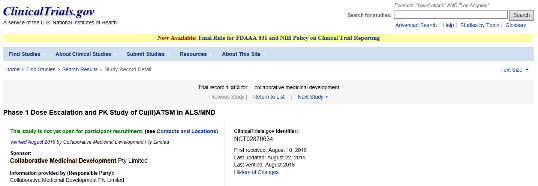 ClinicalTrials.gov
A service of the U.S. National Institutes of Health
Example: "Heart attack" AND "Los Angeles"
Search for studies:
Search
Advanced Search | Help | Studies by Topic | Glossary
Now Available: Final Rule for FDAAA 801 and NIH Policy on Clinical Trial Reporting
Find Studies About Clinical Studies Submit Studies Resources About This Site
Home > Find Studies > Search Results > Study Record Detail
Text Size
Trial record 1 of 3 for: collaborative medicinal development
Previous Study | Return to List | Next Study
Phase 1 Dose Escalation and PK Study of Cu(II)ATSM in ALS/MND
This study is not yet open for participant recruitment. (see Contacts and Locations)
Verified August 2016 by Collaborative Medicinal Development Pty Limited
Sponsor:
Collaborative Medicinal Development Pty Limited
Information provided by (Responsible Party):
Collaborative Medicinal Development Pty Limited
ClinicalTrials.gov Identifier:
NCT02870634
First received: August 10, 2016
Last updated: August 22, 2016
Last verified: August 2016
History of Changes